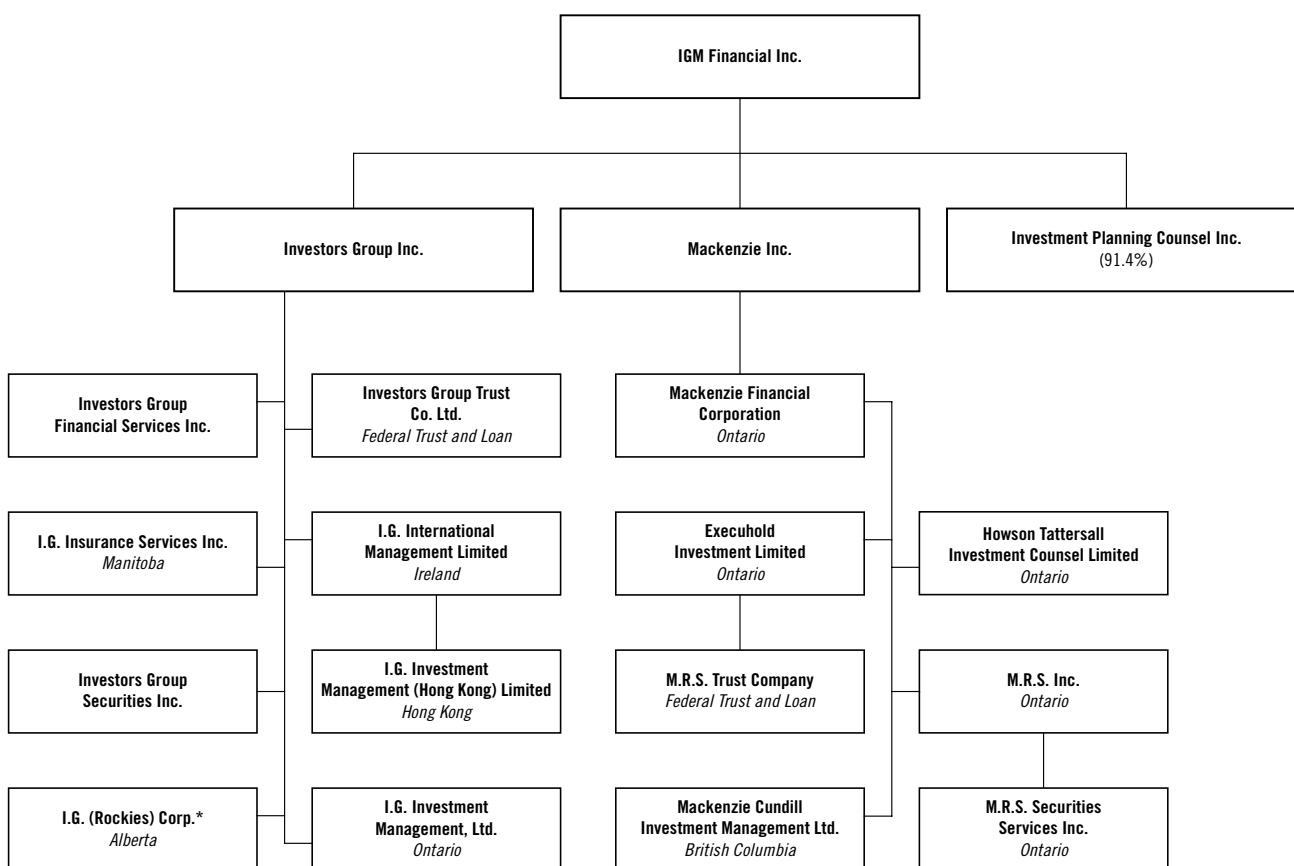 IGM Financial Inc.
Investors Group Inc.
Mackenzie Inc.
Investment Planning Counsel Inc.
(91.4%)
Investors Group
Financial Services Inc.
Investors Group Trust
Co. Ltd.
Federal Trust and Loan
Mackenzie Financial
Corporation
Ontario
I.G. Insurance Services Inc.
Manitoba
I.G. International
Management Limited
Ireland
Execuhold
Investment Limited
Ontario
Howson Tattersall
Investment Counsel Limited
Ontario
Investors Group
Securities Inc.
I.G. Investment
Management (Hong Kong) Limited
Hong Kong
M.R.S. Trust Company
Federal Trust and Loan
M.R.S. Inc.
Ontario
I.G. (Rockies) Corp.*
Alberta
I.G. Investment
Management, Ltd.
Ontario
Mackenzie Cundill
Investment Management Ltd.
British Columbia
M.R.S. Securities
Services Inc.
Ontario